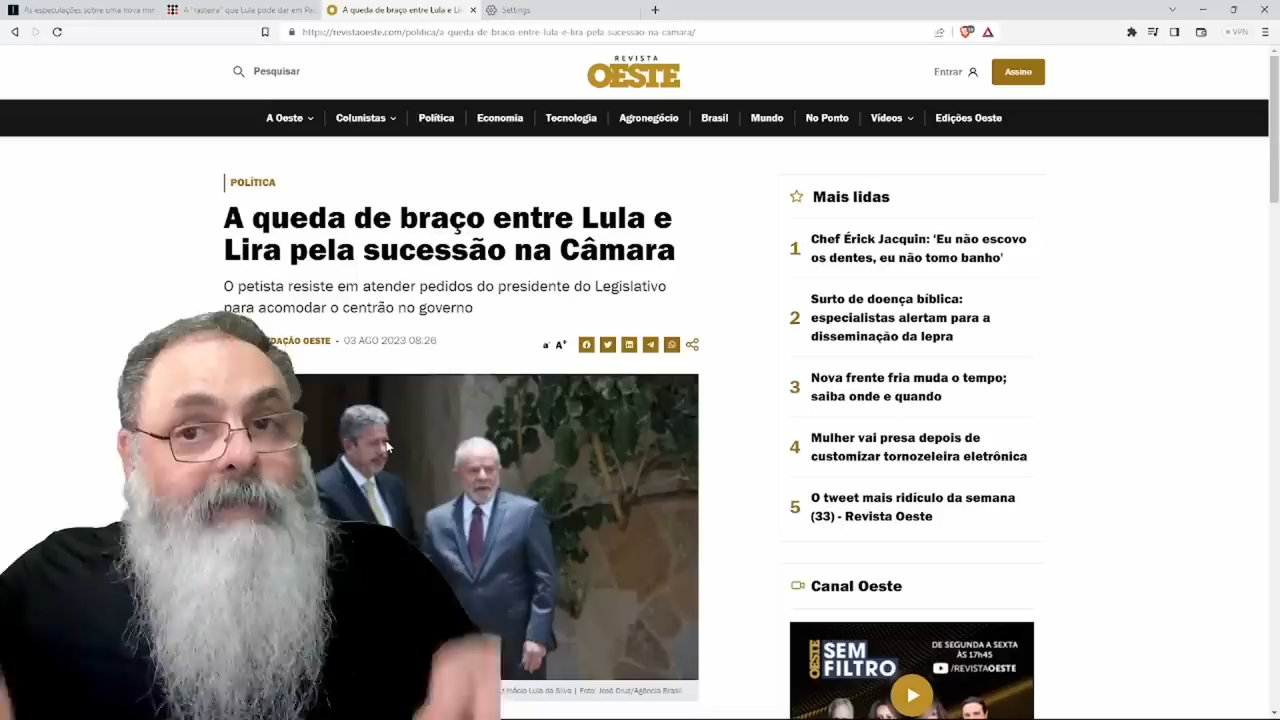 As especulações sobre uma nova min
A "rasteira" que Lula pode dar em Pa
A queda de braço entre Lula e Li
Settings
https://revistaoeste.com/politica/a-queda-de-braco-entre-lula-e-lira-pela-sucessao-na-camara/
VPN
Pesquisar
REVISTA
OESTE
Entrar
Assine
A Oeste
Colunistas
Política
Economia
Tecnologia
Agronegócio
Brasil
Mundo
No Ponto
Vídeos
Edições Oeste
POLÍTICA
A queda de braço entre Lula e
Lira pela sucessão na Câmara
O petista resiste em atender pedidos do presidente do Legislativo
para acomodar o centrão no governo
DAÇÃO OESTE - 03 AGO 2023 08:26
a- A+
Inácio Lula da Silva | Foto: José Cruz/Agência Brasil
Mais lidas
1
Chef Érick Jacquin: 'Eu não escovo
os dentes, eu não tomo banho'
2
Surto de doença bíblica:
especialistas alertam para a
disseminação da lepra
3
Nova frente fria muda o tempo;
saiba onde e quando
4
Mulher vai presa depois de
customizar tornozeleira eletrônica
5
O tweet mais ridículo da semana
(33) - Revista Oeste
Canal Oeste
OESTE
SEM
FILTRO
DE SEGUNDA A SEXTA
ÀS 17h45
/REVISTAOESTE